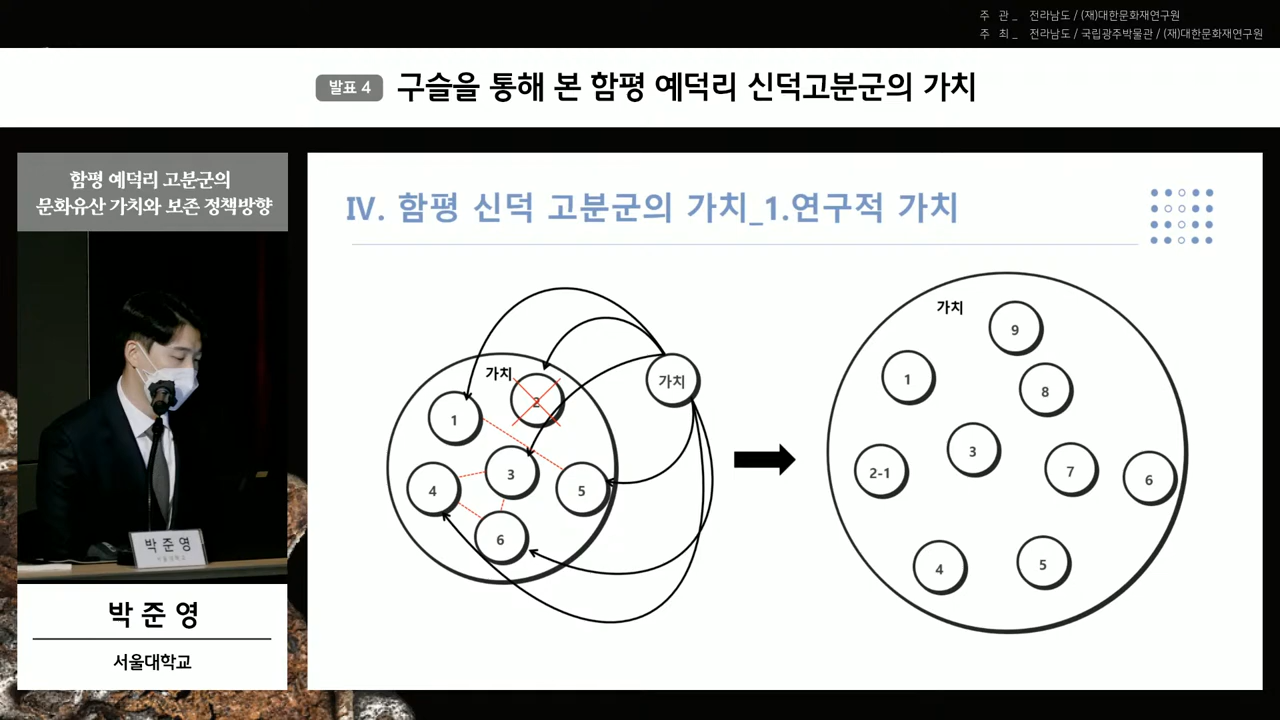 주 관 _ 전라남도 / (재)대한문화재연구원
주 최 _ 전라남도 / 국립광주박물관 / (재)대한문화재연구원
발표 4 구슬을 통해 본 함평 예덕리 신덕고분군의 가치
함평 예덕리 고분군의
문화유산 가치와 보존 정책방향
Ⅳ. 함평 신덕 고분군의 가치_1.연구적 가치
가치
1
2
3
4
5
6
가치
가치
9
1
8
3
2-1
7
6
4
5
박 준 영
서울대학교
박 준 영
서울대학교